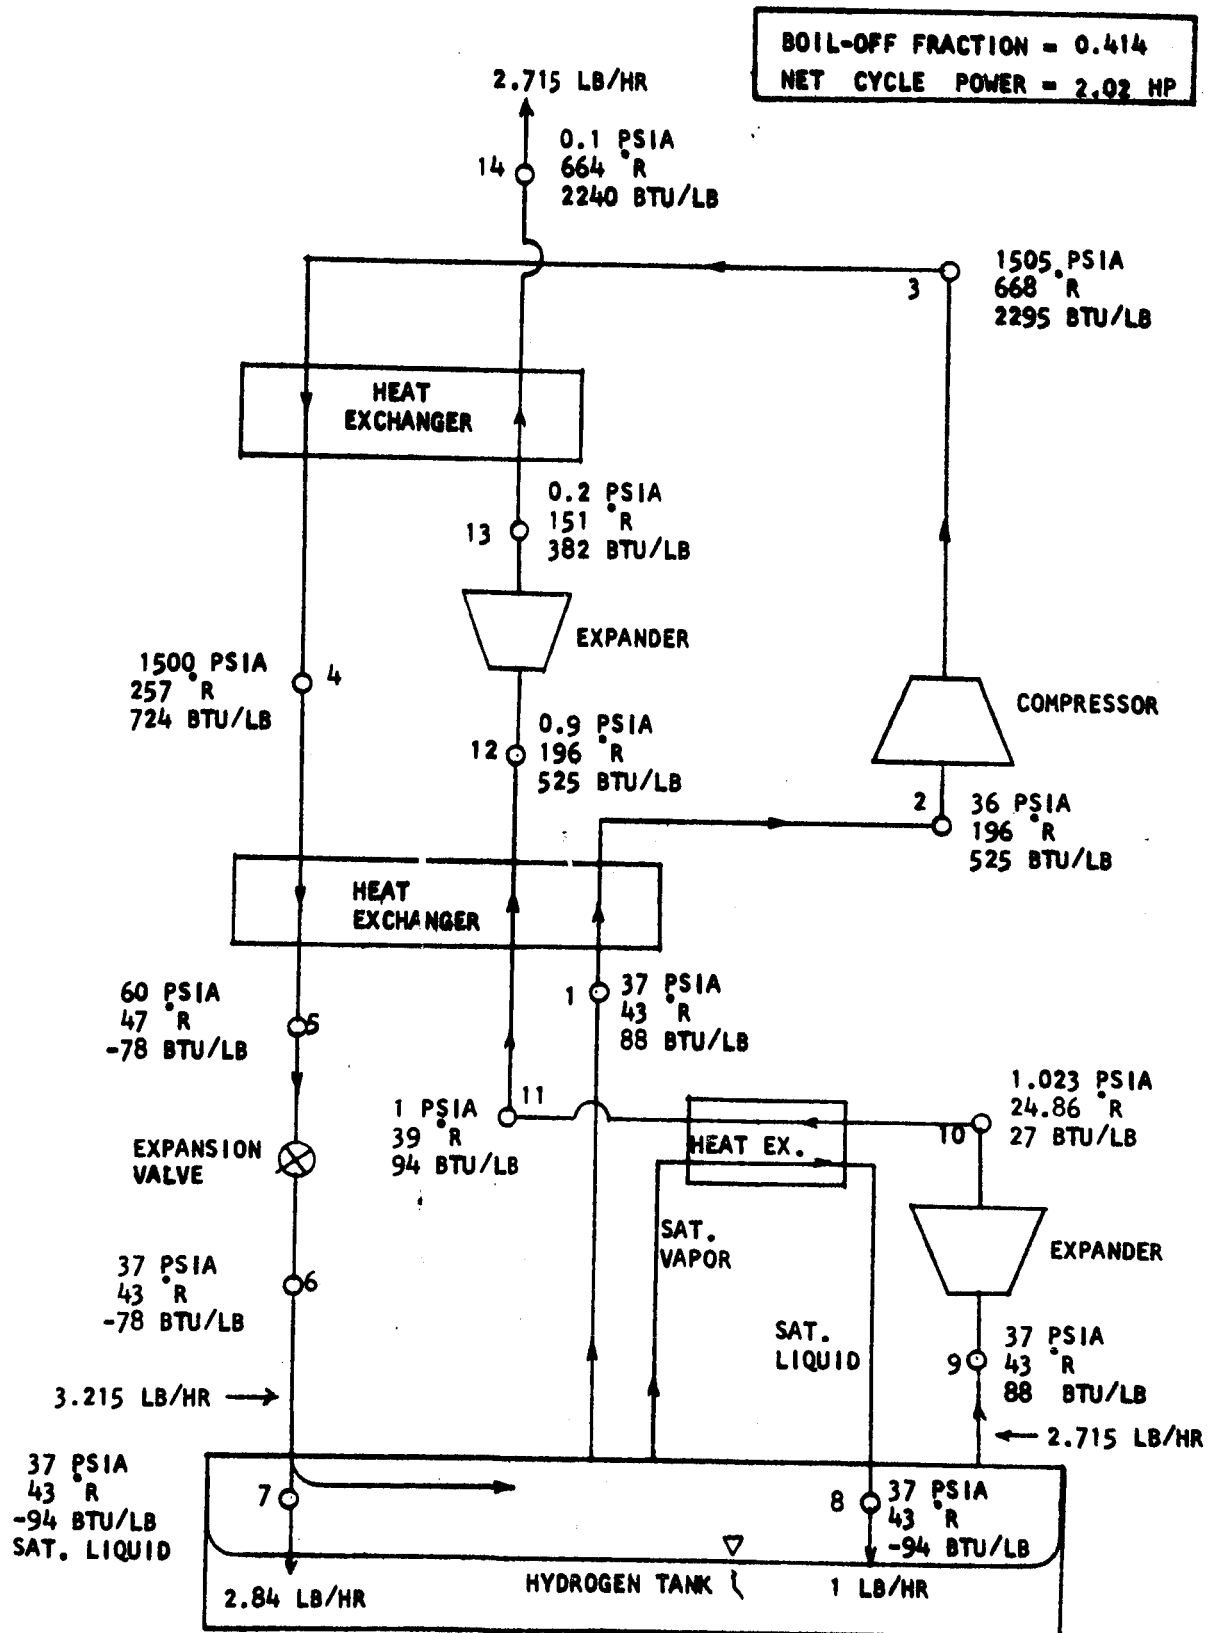 BOIL-OFF FRACTION = 0.414
NET CYCLE POWER = 2.02 HP
2.715 LB/HR
14
0.1 PSIA
664 °R
2240 BTU/LB
3
1505 PSIA
668 °R
2295 BTU/LB
HEAT
EXCHANGER
13
0.2 PSIA
151 °R
382 BTU/LB
EXPANDER
1500 PSIA
257 °R
724 BTU/LB
4
COMPRESSOR
12
0.9 PSIA
196 °R
525 BTU/LB
2
36 PSIA
196 °R
525 BTU/LB
HEAT
EXCHANGER
60 PSIA
47 °R
-78 BTU/LB
5
1
37 PSIA
43 °R
88 BTU/LB
11
1 PSIA
39 °R
94 BTU/LB
HEAT EX.
10
1.023 PSIA
24.86 °R
27 BTU/LB
EXPANSION
VALVE
SAT.
VAPOR
EXPANDER
37 PSIA
43 °R
-78 BTU/LB
6
SAT.
LIQUID
9
37 PSIA
43 °R
88 BTU/LB
3.215 LB/HR
2.715 LB/HR
37 PSIA
43 °R
-94 BTU/LB
SAT. LIQUID
7
8
37 PSIA
43 °R
-94 BTU/LB
2.84 LB/HR
HYDROGEN TANK
1 LB/HR